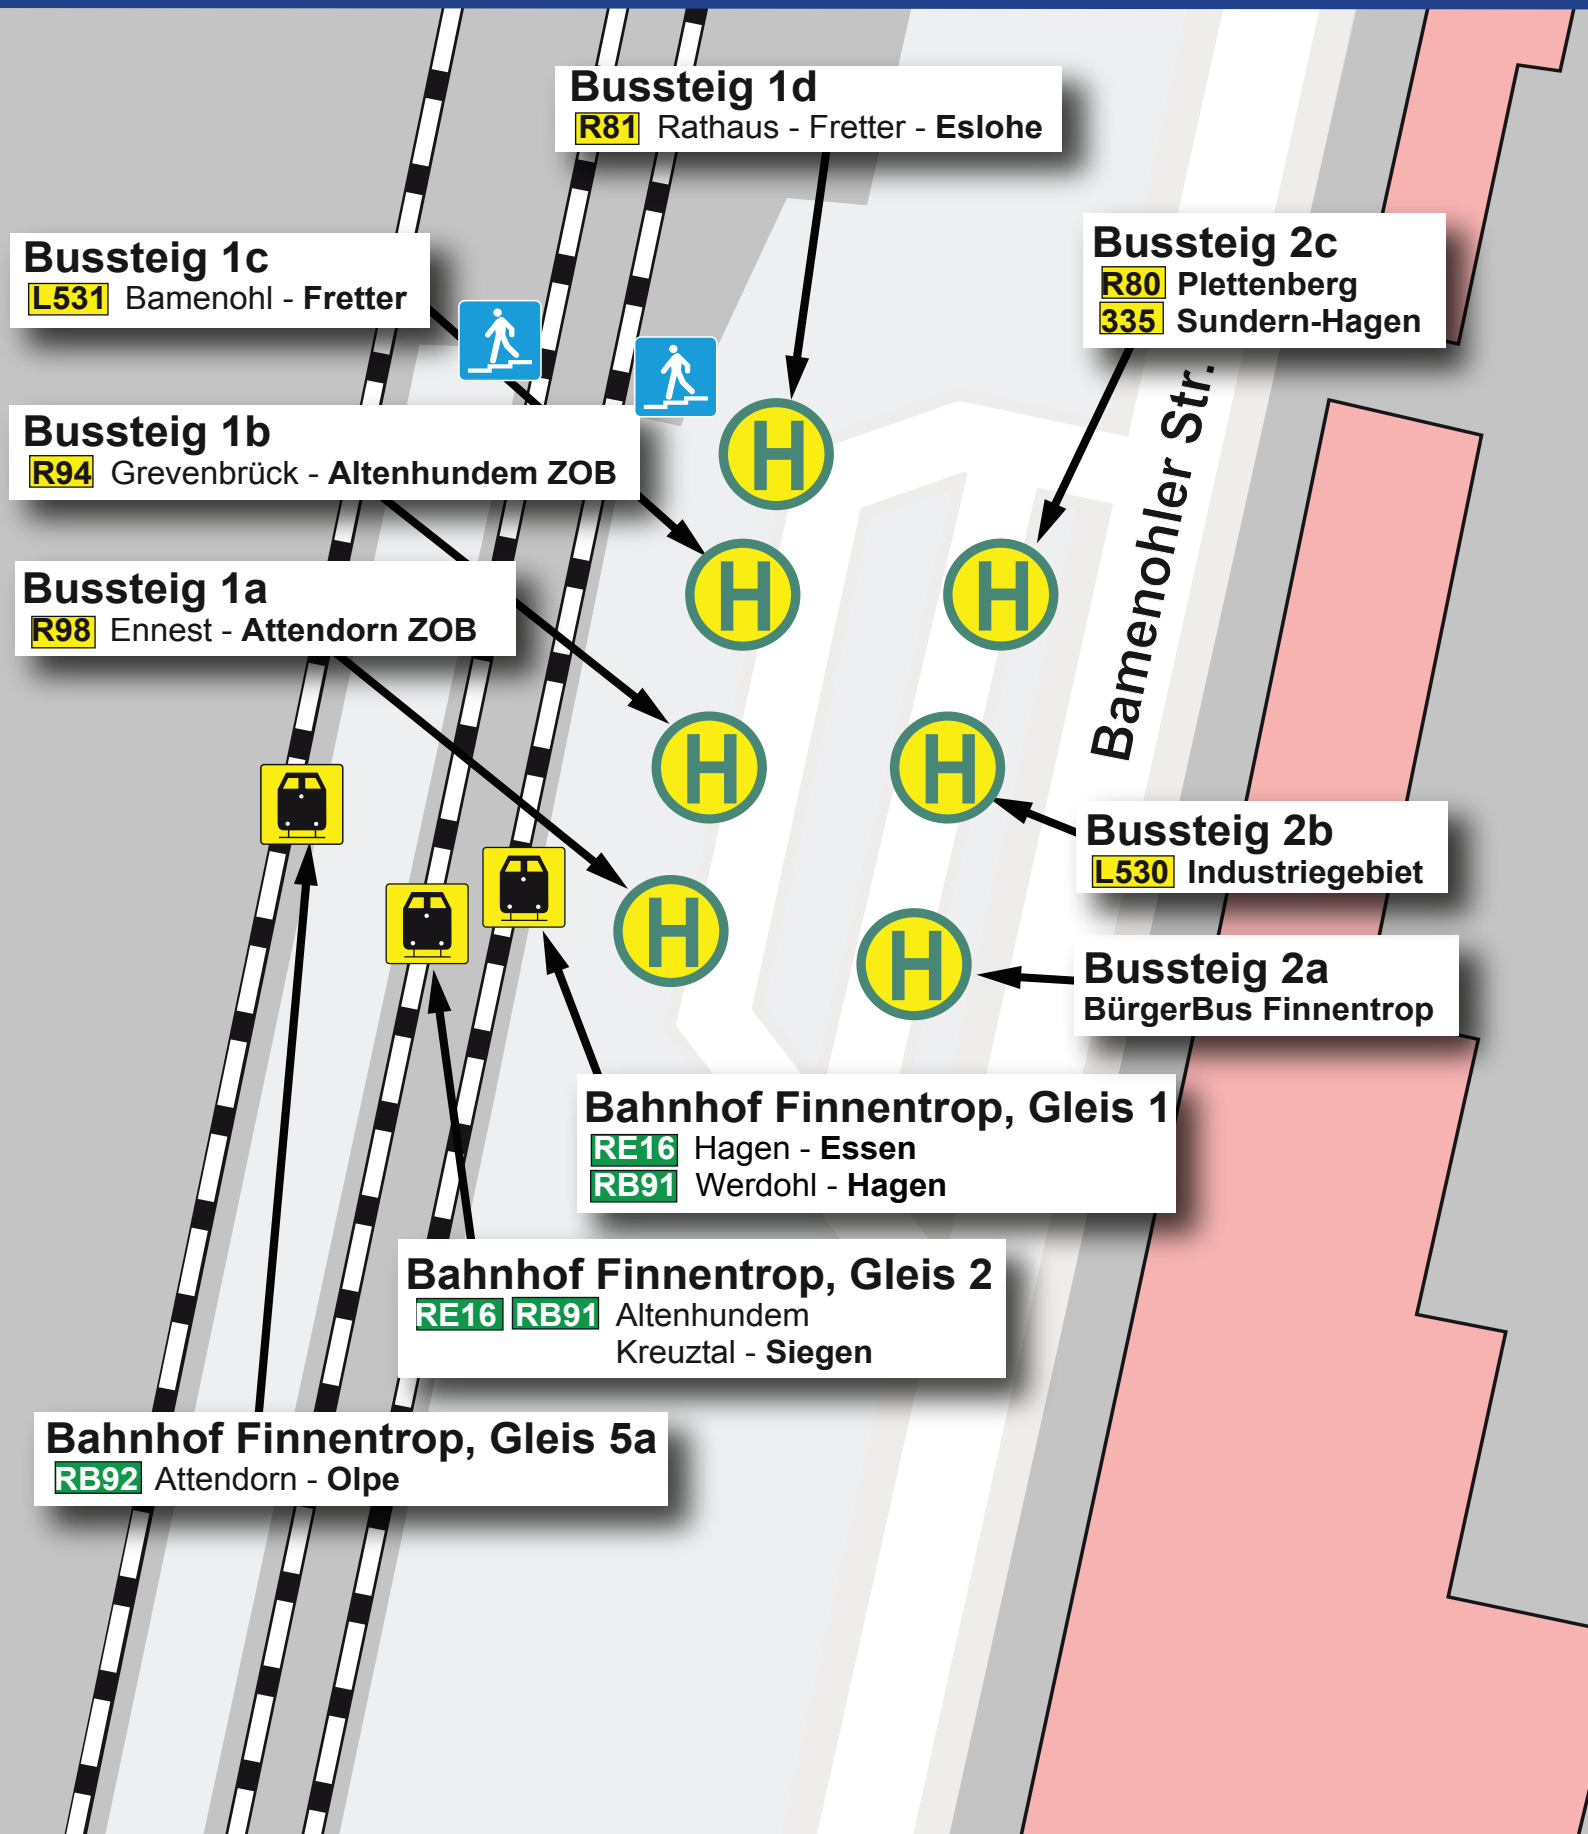 Bussteig 1d
R81 Rathaus - Fretter - Eslohe
Bussteig 1c
L531 Bamenohl - Fretter
Bussteig 2c
R80 Plettenberg
335 Sundern-Hagen
Bamenohler Str.
Bussteig 1b
R94 Grevenbrück - Altenhundem ZOB
Bussteig 1a
R98 Ennest - Attendorn ZOB
H
H
H
H
H
H
H
Bussteig 2b
L530 Industriegebiet
Bussteig 2a
BürgerBus Finnentrop
Bahnhof Finnentrop, Gleis 1
RE16 Hagen - Essen
RB91 Werdohl - Hagen
Bahnhof Finnentrop, Gleis 2
RE16 RB91 Altenhundem
Kreuztal - Siegen
Bahnhof Finnentrop, Gleis 5a
RB92 Attendorn - Olpe